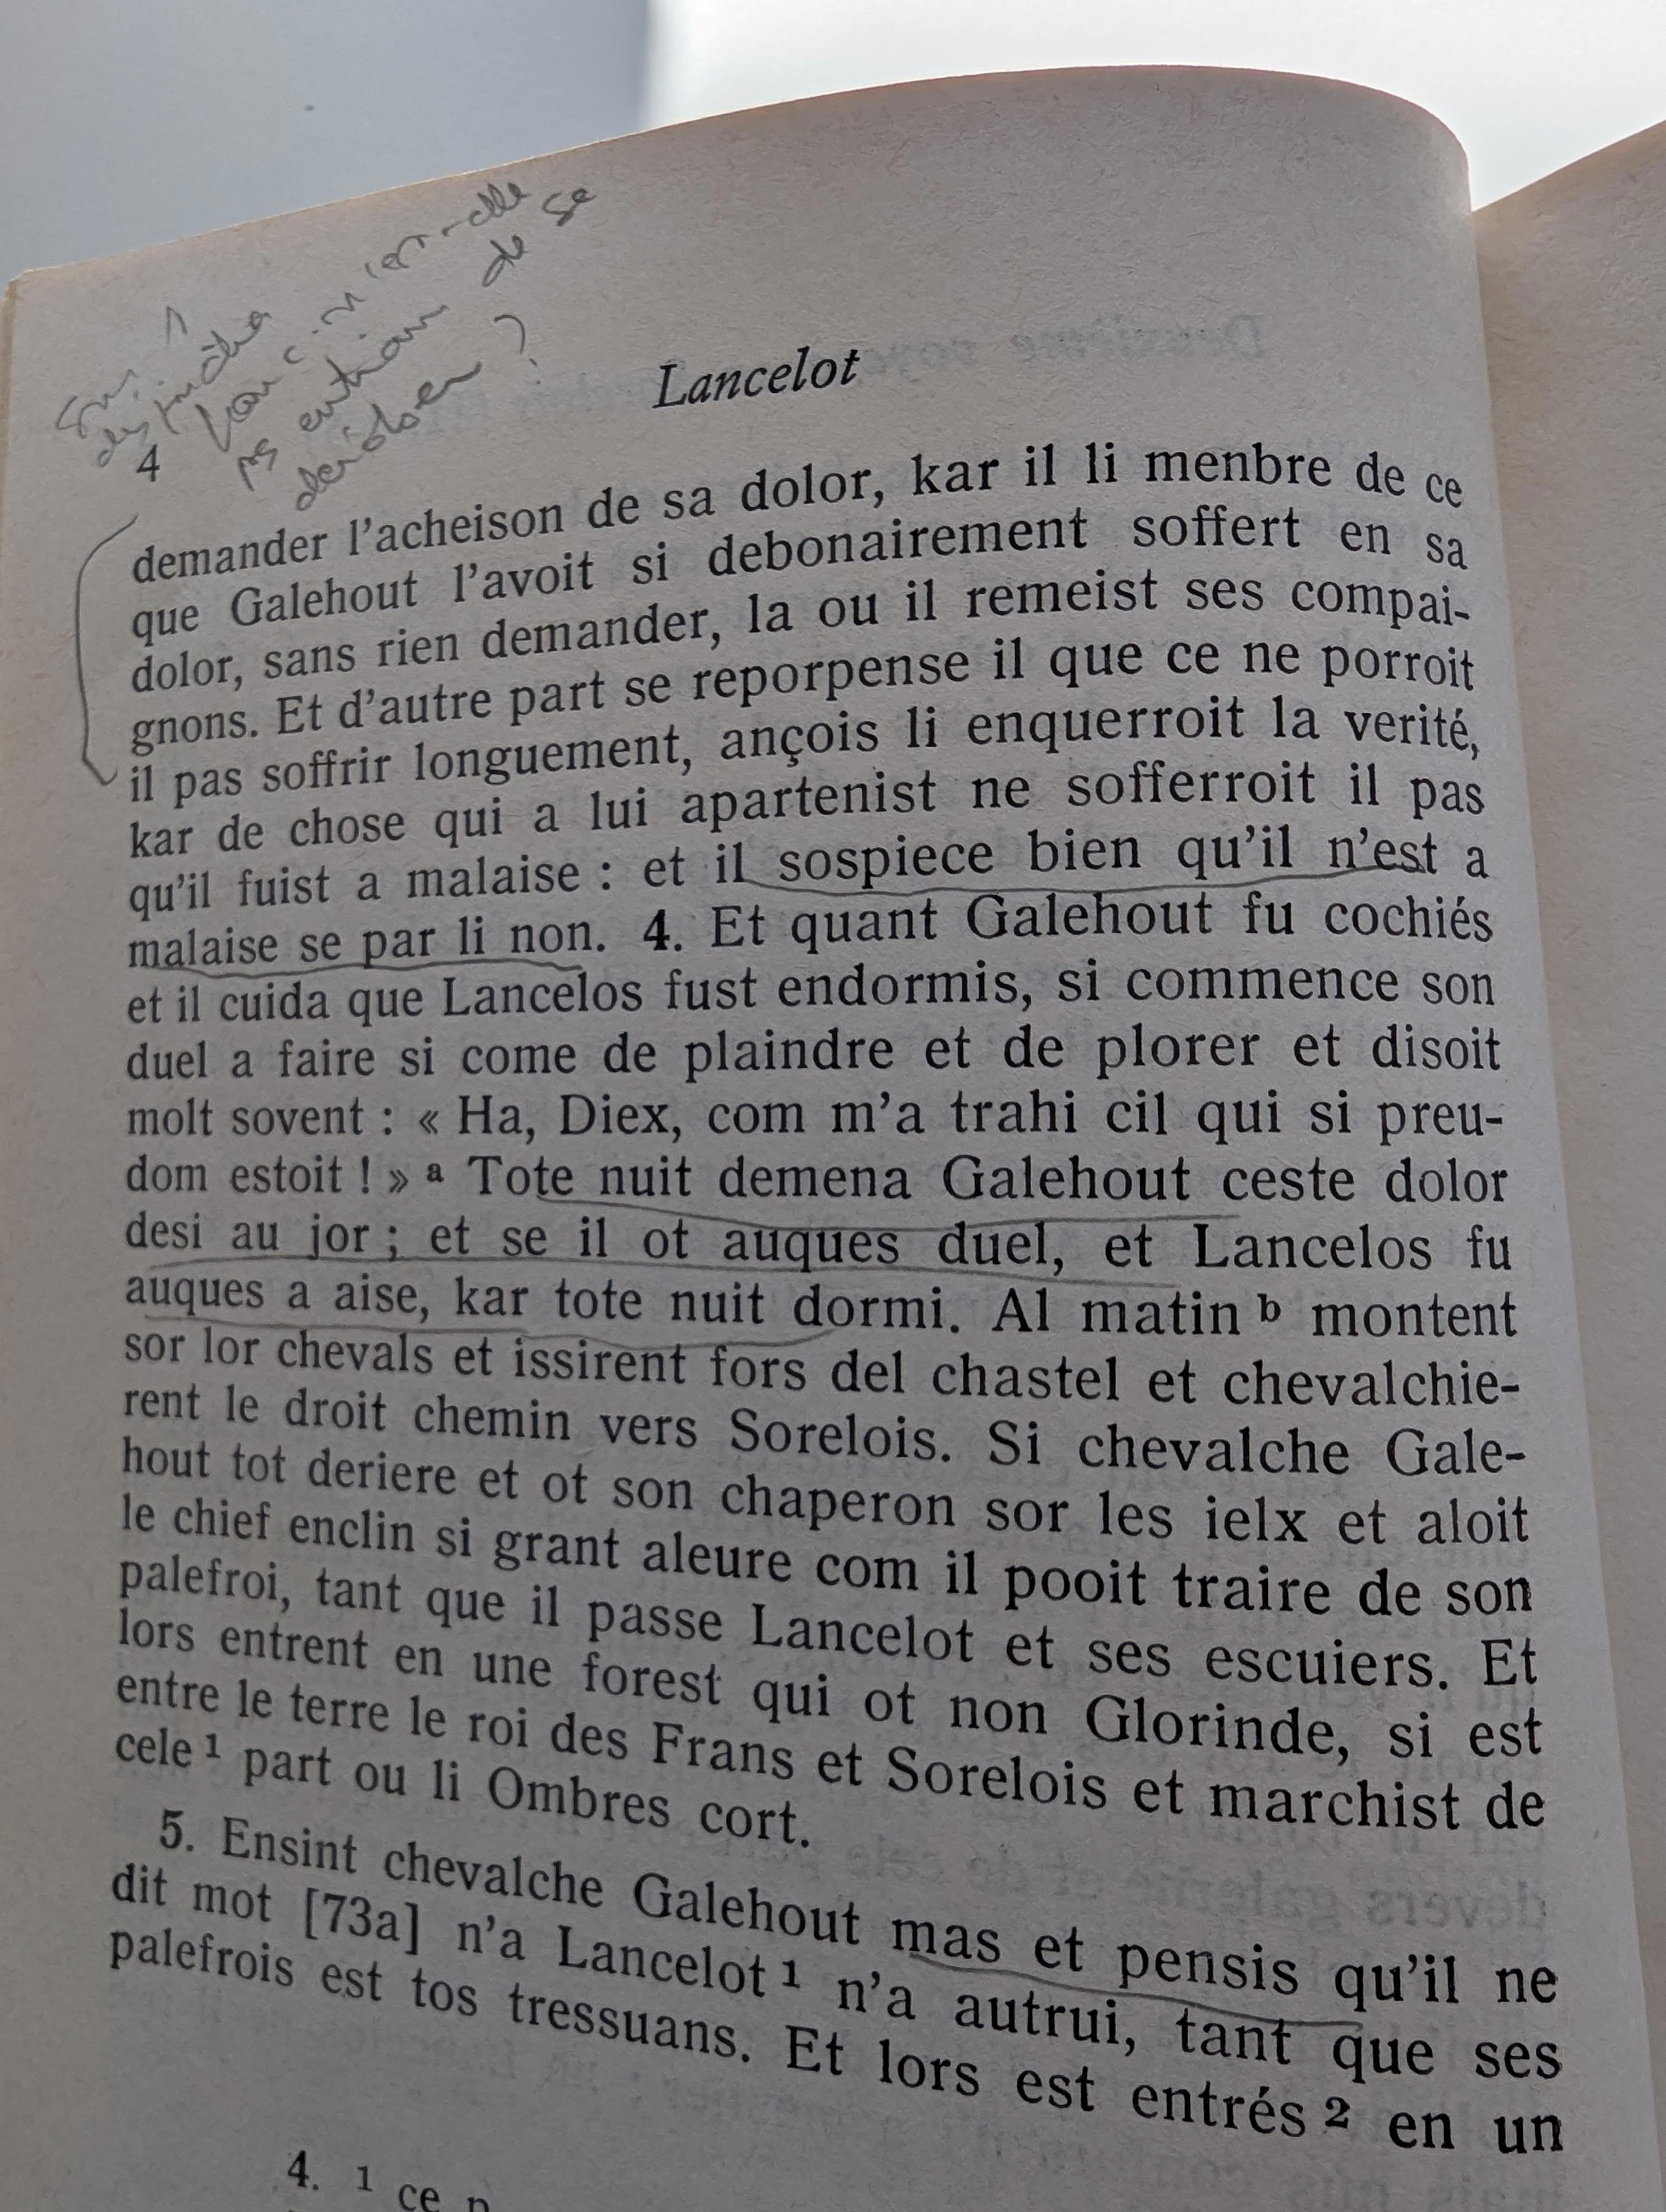 de se
?
Lancelot
4
demander l'acheison de sa dolor, kar il li menbre de ce
que Galehout l'avoit si debonairement soffert en sa
dolor, sans rien demander, la ou il remeist ses compai-
gnons. Et d'autre part se reporpense il que ce ne porroit
il pas soffrir longuement, ançois li enquerroit la verité,
kar de chose qui a lui apartenist ne sofferroit il pas
qu'il fuist a malaise : et il sospiece bien qu'il n'est a
malaise se par li non. 4. Et quant Galehout fu cochiés
et il cuida que Lancelos fust endormis, si commence son
duel a faire si come de plaindre et de plorer et disoit
molt sovent : « Ha, Diex, com m'a trahi cil qui si preu-
dom estoit ! » a Tote nuit demena Galehout ceste dolor
desi au jor ; et se il ot auques duel, et Lancelos fu
auques a aise, kar tote nuit dormi. Al matin b montent
sor lor chevals et issirent fors del chastel et chevalchie-
rent le droit chemin vers Sorelois. Si chevalche Gale-
hout tot deriere et ot son chaperon sor les ielx et aloit
le chief enclin si grant aleure com il pooit traire de son
palefroi, tant que il passe Lancelot et ses escuiers. Et
lors entrent en une forest qui ot non Glorinde, si est
entre le terre le roi des Frans et Sorelois et marchist de
cele 1 part ou li Ombres cort.
5. Ensint chevalche Galehout mas et pensis qu'il ne
dit mot [73a] n'a Lancelot 1 n'a autrui, tant que ses
palefrois est tos tressuans. Et lors est entrés 2 en un
4. 1 ce